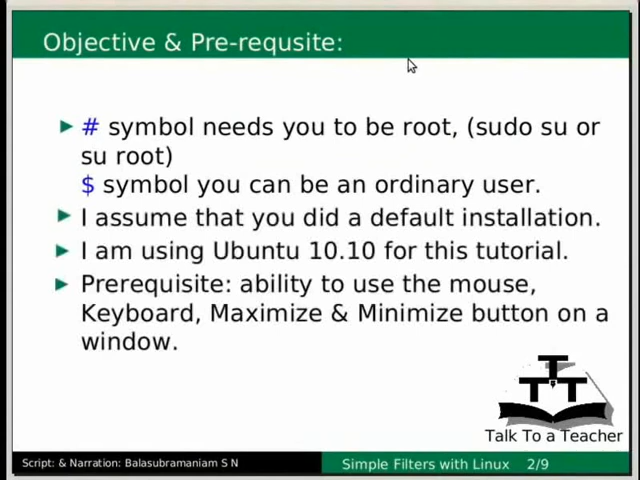 Objective & Pre-requsite:
# symbol needs you to be root, (sudo su or
su root)
$ symbol you can be an ordinary user.
I assume that you did a default installation.
I am using Ubuntu 10.10 for this tutorial.
Prerequisite: ability to use the mouse,
Keyboard, Maximize & Minimize button on a
window.
TTT
Talk To a Teacher
Script: & Narration: Balasubramaniam S N
Simple Filters with Linux 2/9